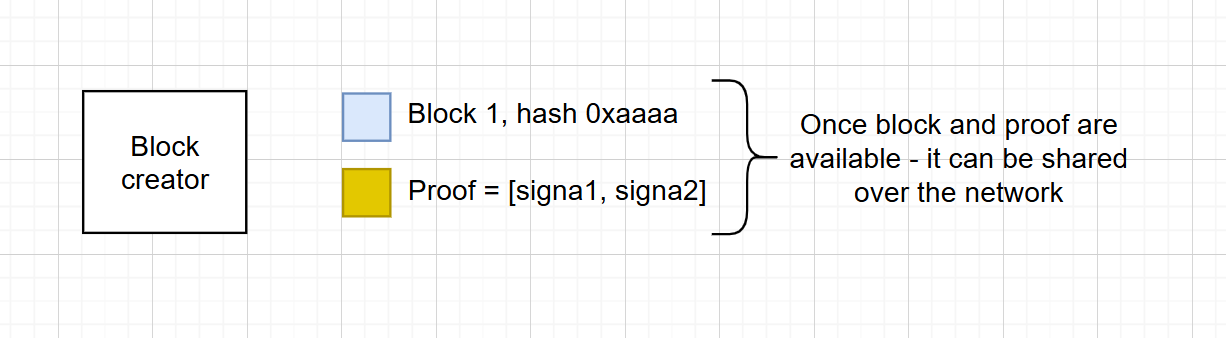 Block
creator
Block 1, hash 0xaaaa
Proof = [signa1, signa2]
Once block and proof are
available - it can be shared
over the network